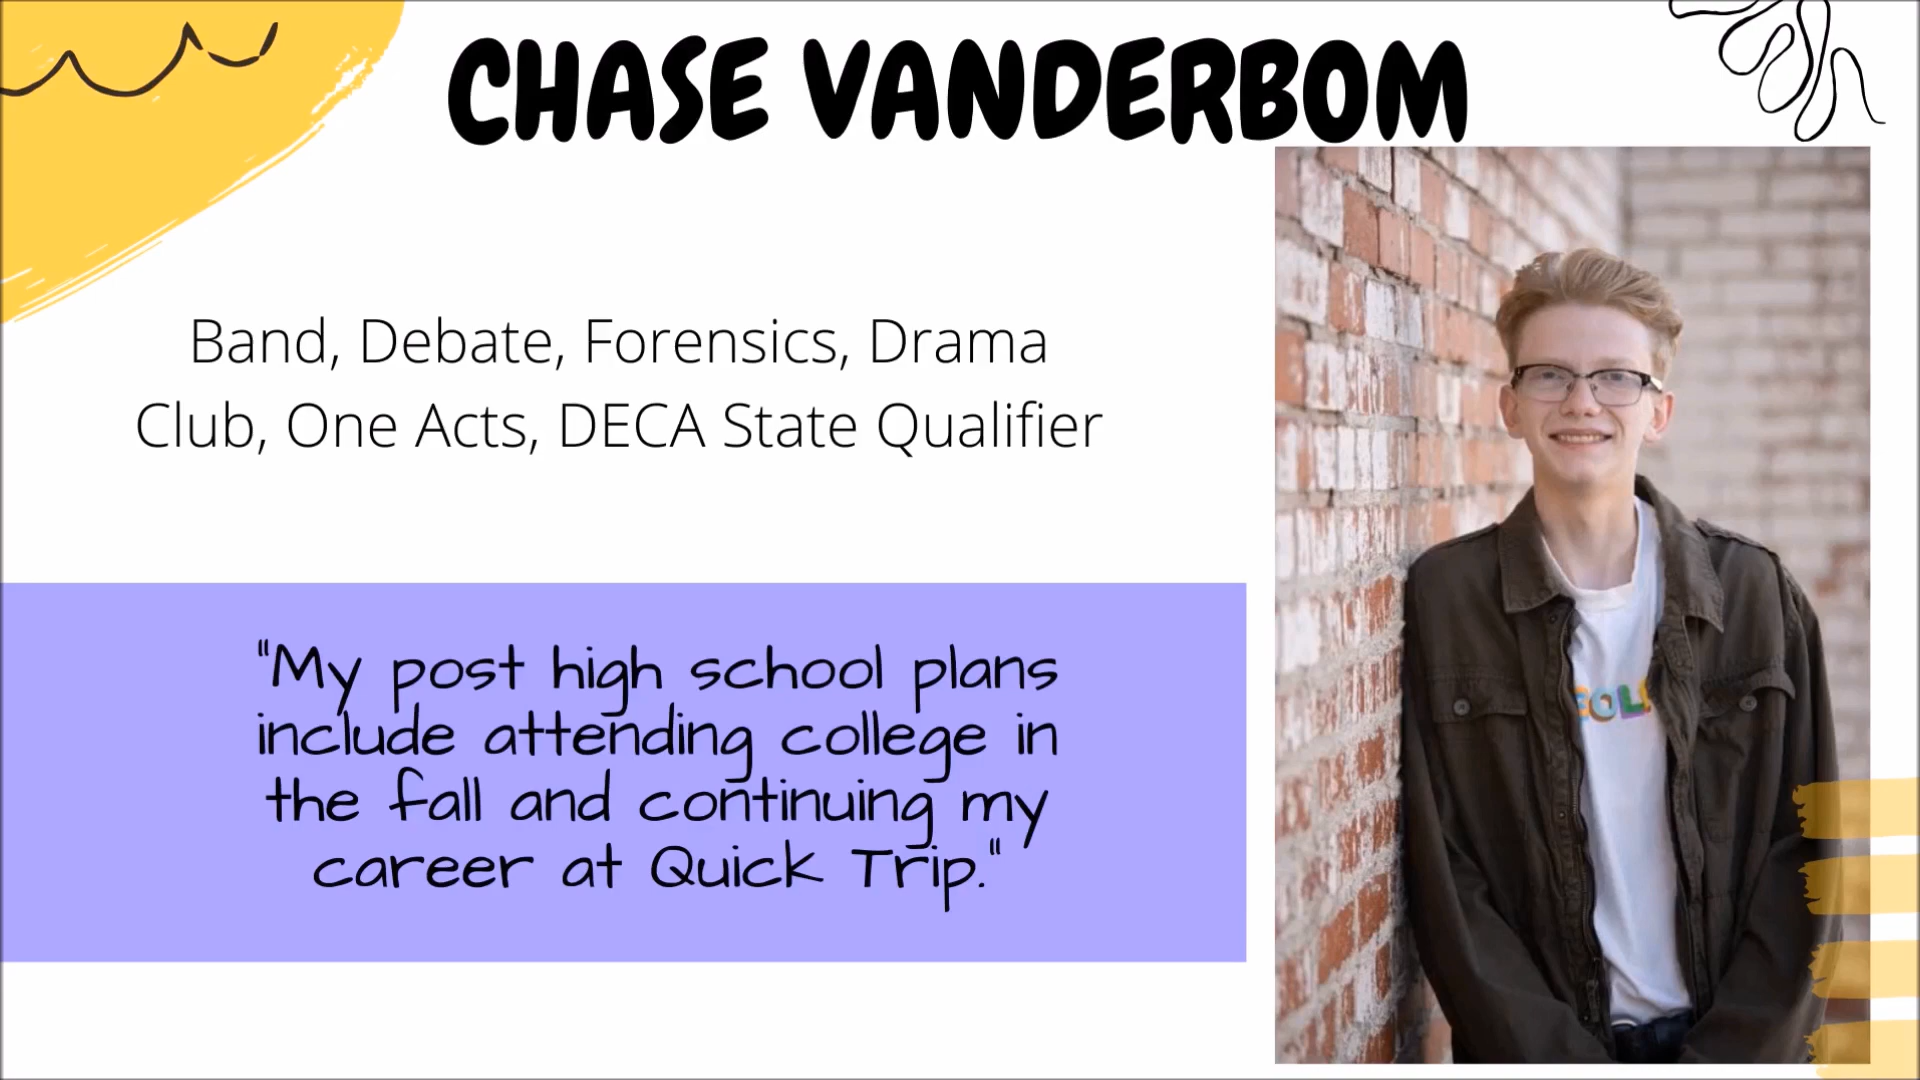 CHASE VANDERBOM
Band, Debate, Forensics, Drama
Club, One Acts, DECA State Qualifier
"My post high school plans
include attending college in
the fall and continuing my
career at Quick Trip."